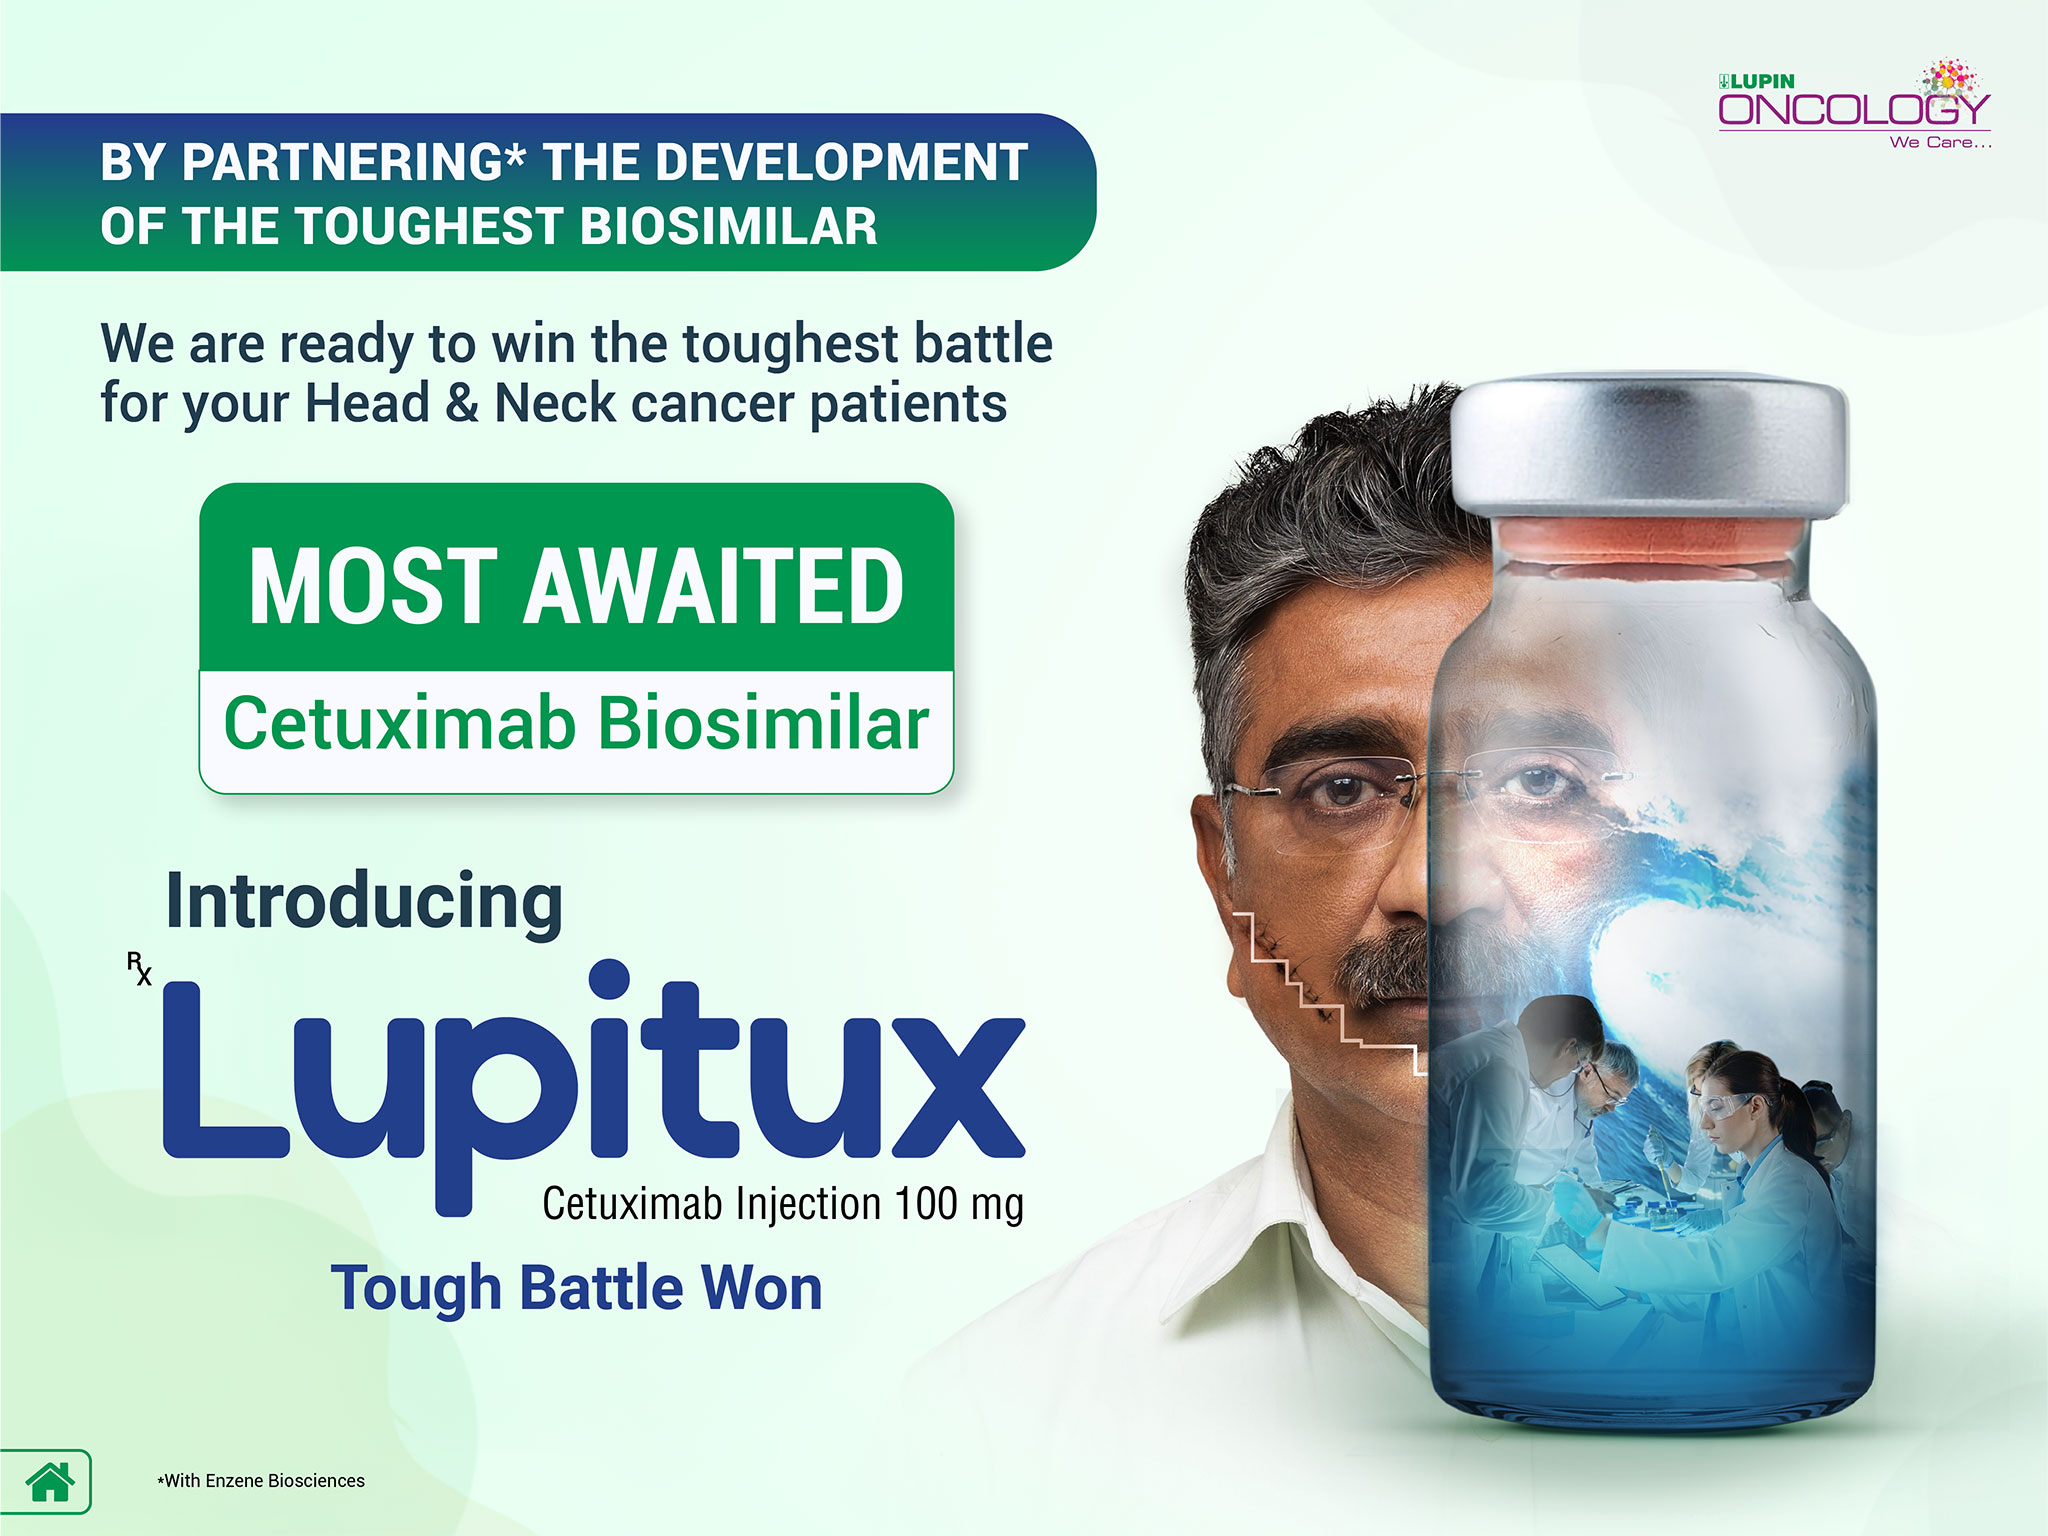 LUPIN
ONCOLOGY
We Care...
BY PARTNERING* THE DEVELOPMENT
OF THE TOUGHEST BIOSIMILAR
We are ready to win the toughest battle
for your Head & Neck cancer patients
MOST AWAITED
Cetuximab Biosimilar
Introducing
Rx
Lupitux
Cetuximab Injection 100 mg
Tough Battle Won
*With Enzene Biosciences